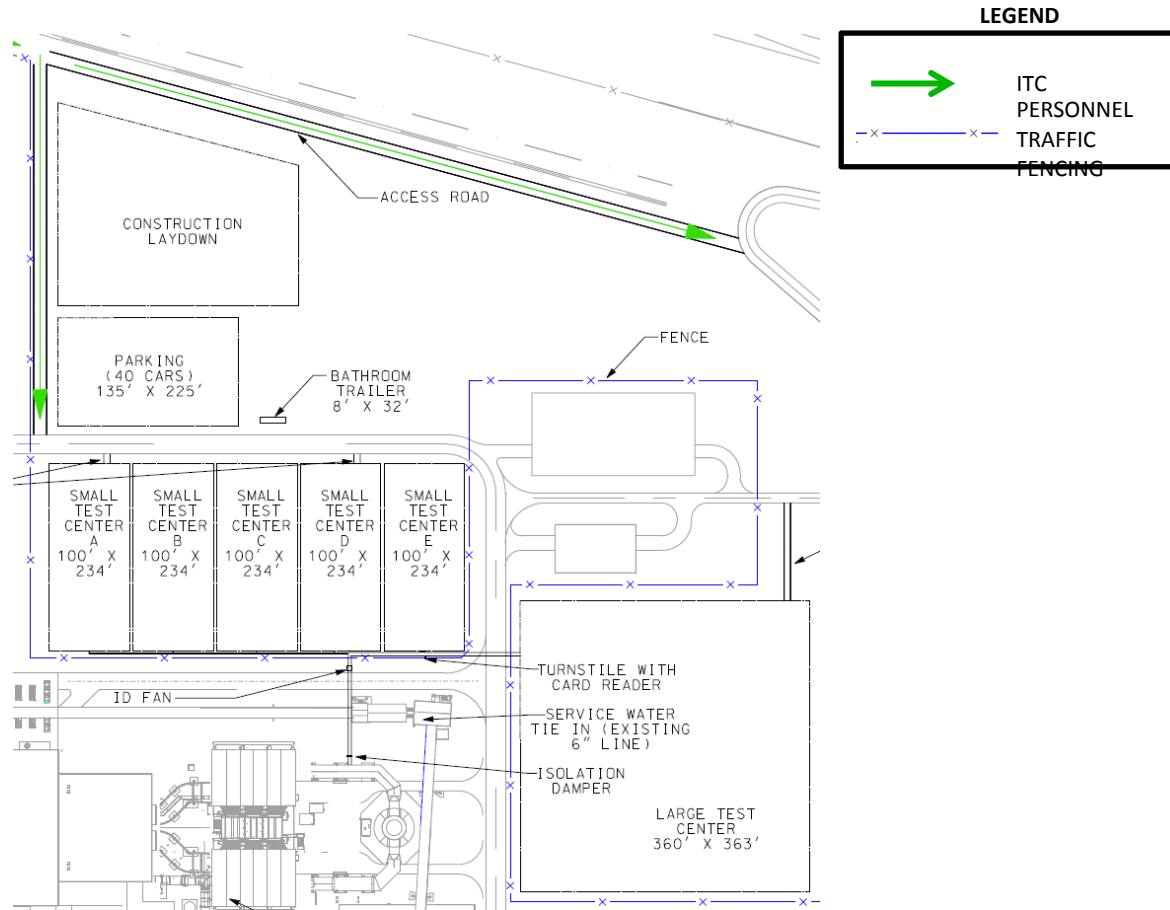 LEGEND
ITC
PERSONNEL
TRAFFIC
FENCING
ACCESS ROAD
CONSTRUCTION
LAYDOWN
FENCE
PARKING
(40 CARS)
135' X 225'
BATHROOM
TRAILER
8' X 32'
SMALL
TEST
CENTER
A
100' X
234'
SMALL
TEST
CENTER
B
100' X
234'
SMALL
TEST
CENTER
C
100' X
234'
SMALL
TEST
CENTER
D
100' X
234'
SMALL
TEST
CENTER
E
100' X
234'
TURNSTILE WITH
CARD READER
ID FAN
SERVICE WATER
TIE IN (EXISTING
6" LINE)
ISOLATION
DAMPER
LARGE TEST
CENTER
360' X 363'